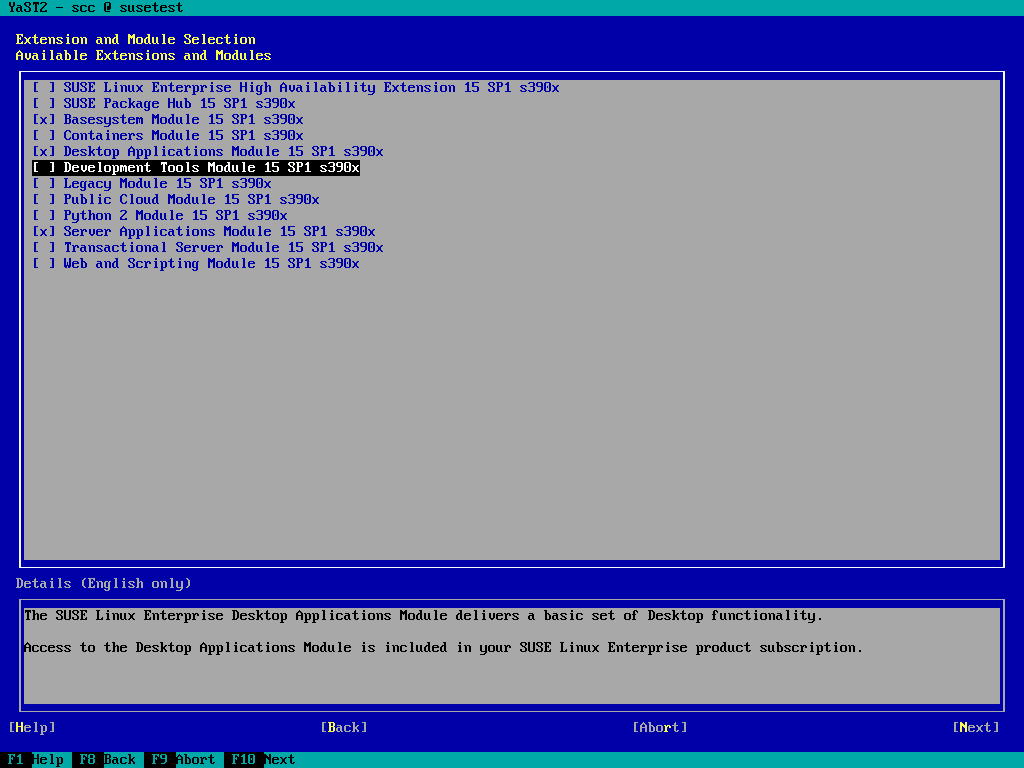 YaST2 - scc @ susetest
Extension and Module Selection
Available Extensions and Modules
[ ] SUSE Linux Enterprise High Availability Extension 15 SP1 s390x
[ ] SUSE Package Hub 15 SP1 s390x
[x] Basesystem Module 15 SP1 s390x
[ ] Containers Module 15 SP1 s390x
[x] Desktop Applications Module 15 SP1 s390x
[ ] Development Tools Module 15 SP1 s390x
[ ] Legacy Module 15 SP1 s390x
[ ] Public Cloud Module 15 SP1 s390x
[ ] Python 2 Module 15 SP1 s390x
[x] Server Applications Module 15 SP1 s390x
[ ] Transactional Server Module 15 SP1 s390x
[ ] Web and Scripting Module 15 SP1 s390x
Details (English only)
The SUSE Linux Enterprise Desktop Applications Module delivers a basic set of Desktop functionality.
Access to the Desktop Applications Module is included in your SUSE Linux Enterprise product subscription.
[Help] [Back] [Abort] [Next]
F1 Help F8 Back F9 Abort F10 Next